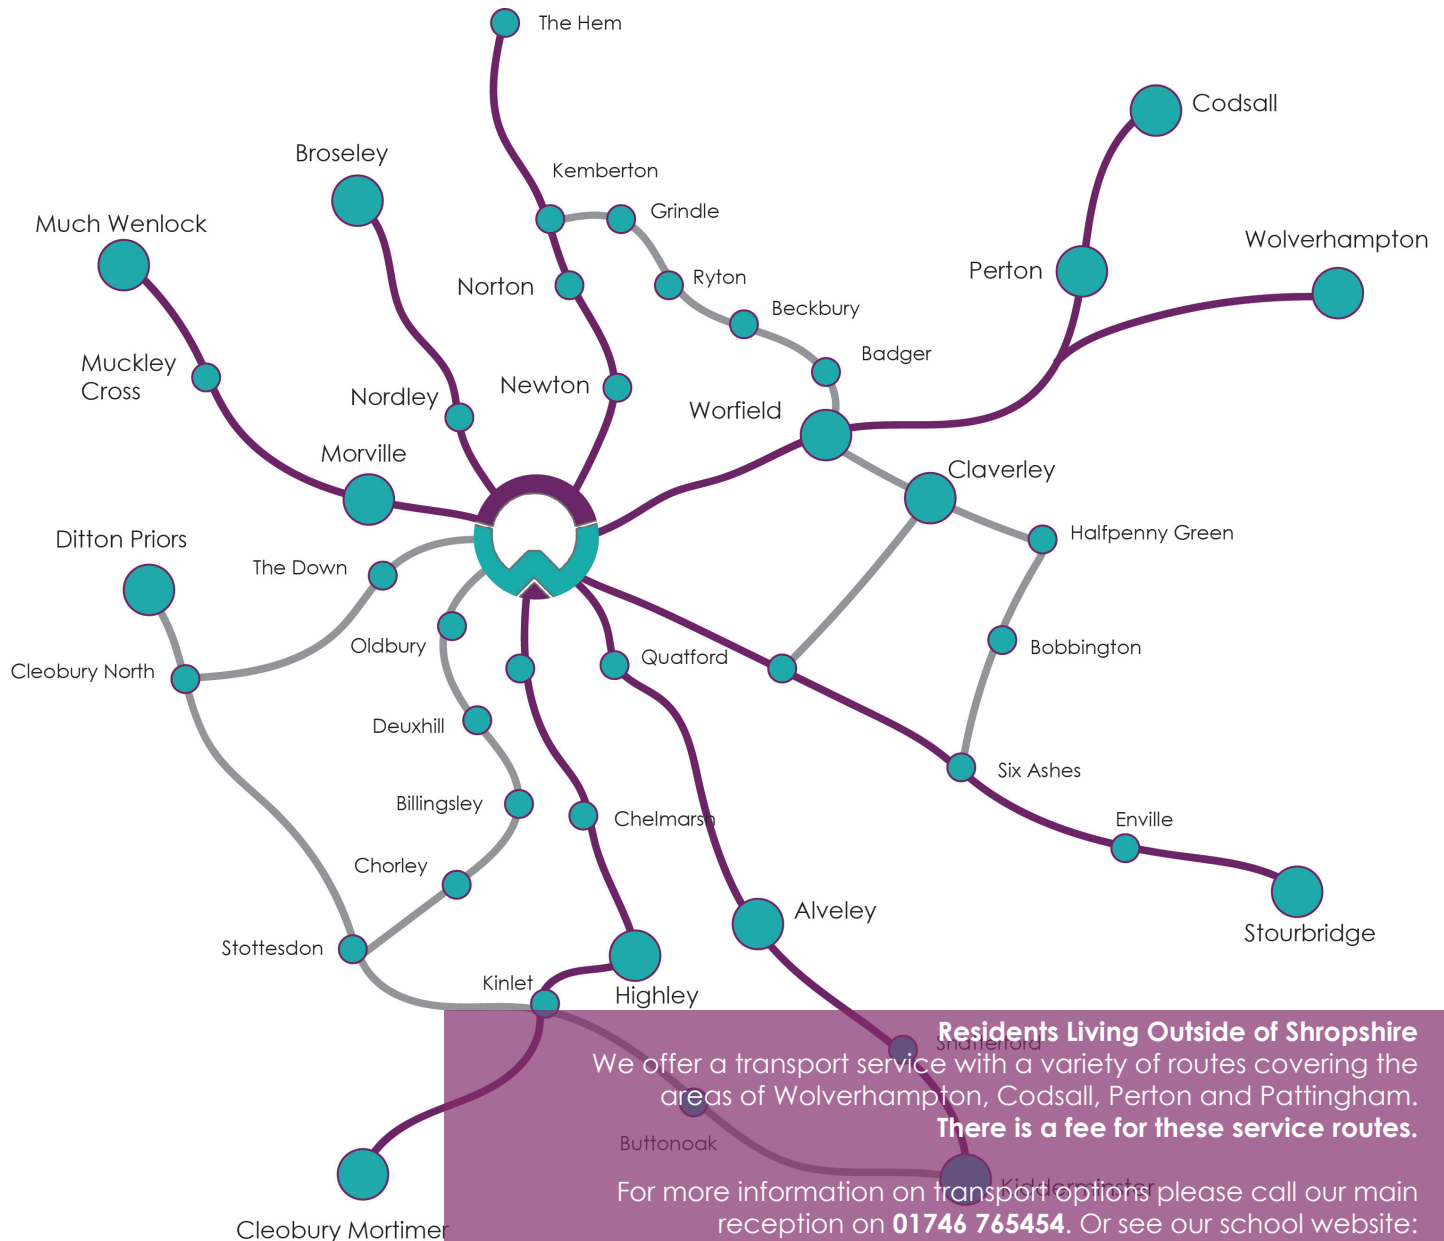 The Hem
Codsall
Broseley
Kemberton
Grindle
Much Wenlock
Wolverhampton
Perton
Norton
Ryton
Beckbury
Muckley
Cross
Badger
Nordley
Newton
Worfield
Morville
Claverley
Ditton Priors
Halfpenny Green
The Down
Oldbury
Quatford
Bobbington
Cleobury North
Deuxhill
Six Ashes
Billingsley
Chelmarsh
Enville
Chorley
Alveley
Stourbridge
Stottesdon
Kinlet
Highley
Residents Living Outside of Shropshire
Shatterford
We offer a transport service with a variety of routes covering the
areas of Wolverhampton, Codsall, Perton and Pattingham.
There is a fee for these service routes.
Buttonoak
Kidderminster
For more information on transport options please call our main
reception on 01746 765454. Or see our school website:
Cleobury Mortimer